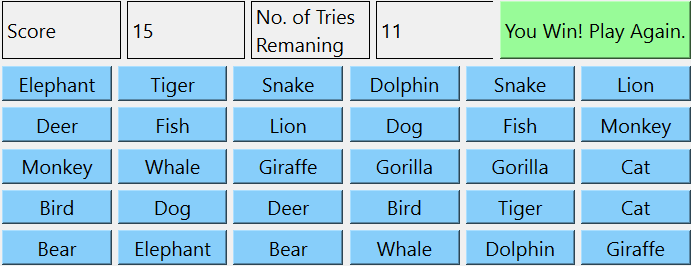 Score 15 No. of Tries 11 You Win! Play Again.
Remaning
Elephant Tiger Snake Dolphin Snake Lion
Deer Fish Lion Dog Fish Monkey
Monkey Whale Giraffe Gorilla Gorilla Cat
Bird Dog Deer Bird Tiger Cat
Bear Elephant Bear Whale Dolphin Giraffe